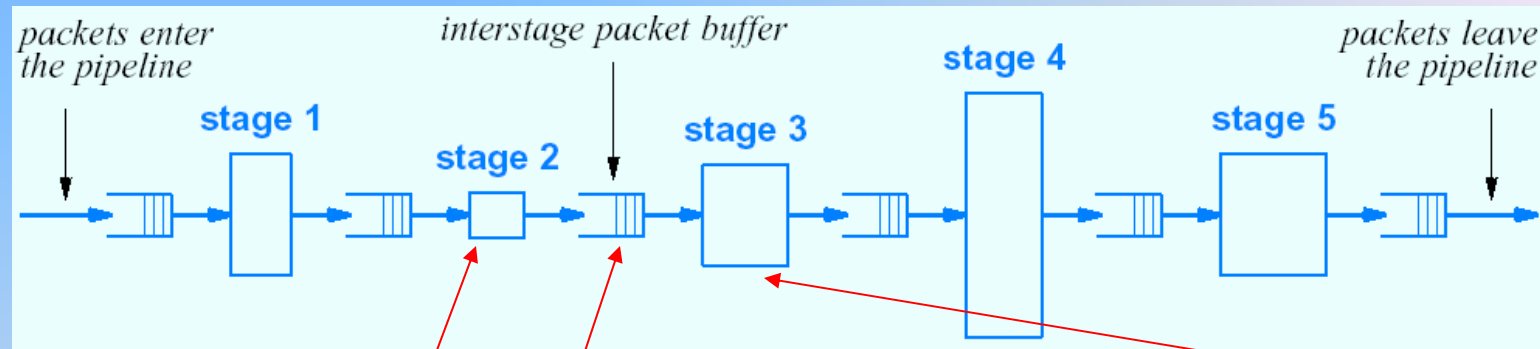 packets enter
the pipeline
interstage packet buffer
packets leave
the pipeline
stage 1
stage 2
stage 3
stage 4
stage 5